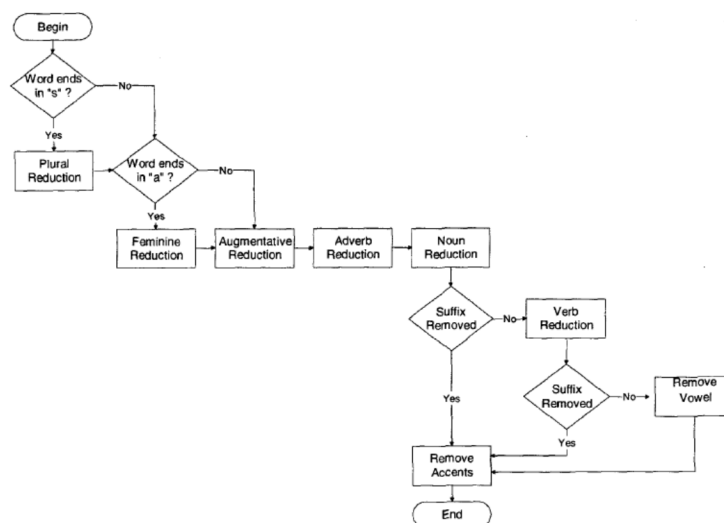 Begin
Word ends
in "s" ?
No
Yes
Plural
Reduction
Word ends
in "a" ?
No
Yes
Feminine
Reduction
Augmentative
Reduction
Adverb
Reduction
Noun
Reduction
Suffix
Removed
No
Verb
Reduction
Yes
Suffix
Removed
No
Remove
Vowel
Yes
Remove
Accents
End